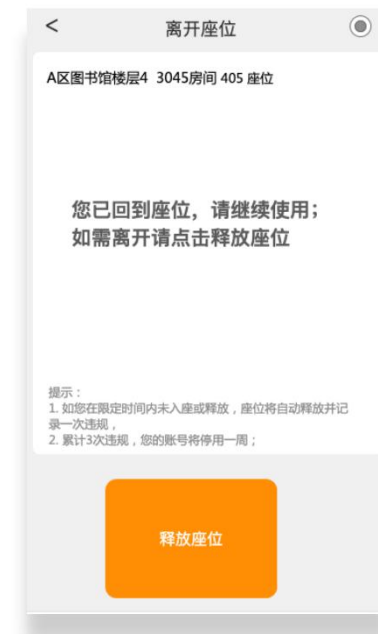 <
离开座位
A区图书馆楼层4 3045房间 405 座位
您已回到座位，请继续使用；
如需离开请点击释放座位
提示：
1. 如您在限定时间内未入座或释放，座位将自动释放并记
录一次违规，
2. 累计3次违规，您的账号将停用一周；
释放座位